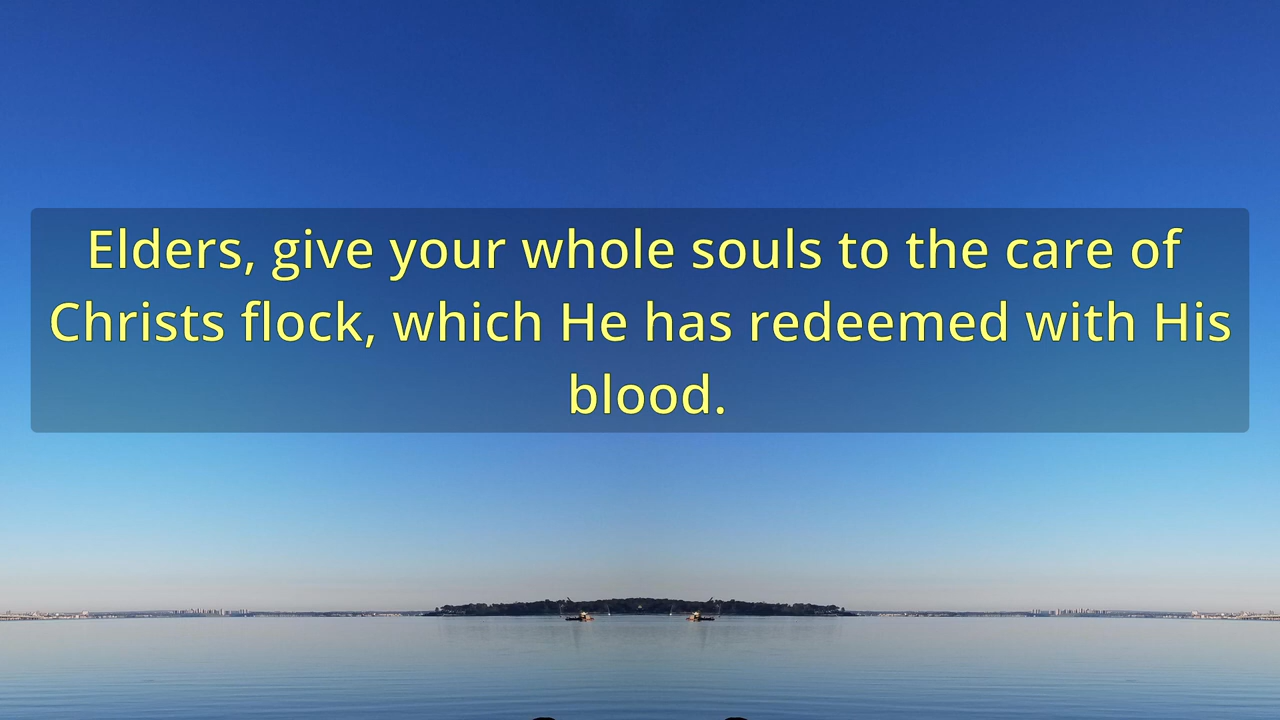 Elders, give your whole souls to the care of
Christs flock, which He has redeemed with His
blood.